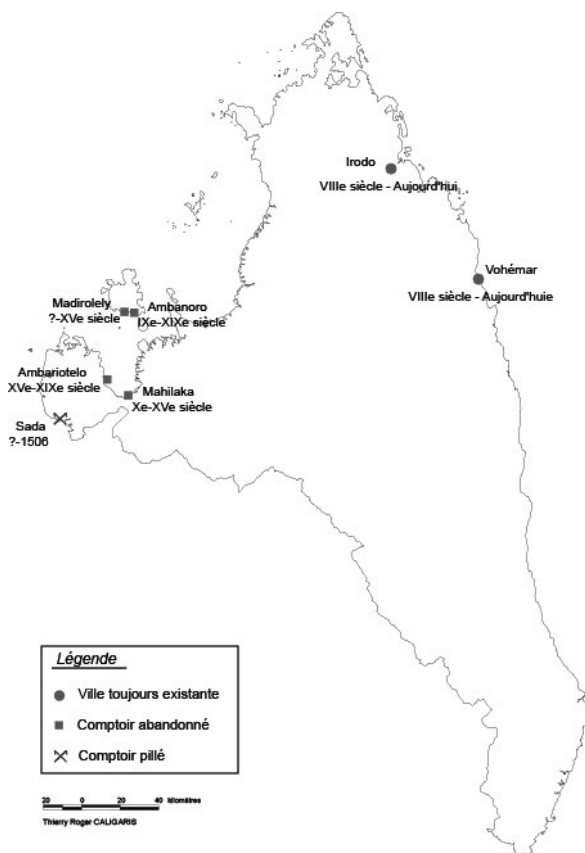 Irodo
VIIIe siècle - Aujourd'hui
Vohémar
VIIIe siècle - Aujourd'huie
Madirolely
?-XVe siècle
Ambanoro
IXe-XIXe siècle
Ambariotelo
XVe-XIXe siècle
Mahilaka
Xe-XVe siècle
Sada
?-1506
Légende
Ville toujours existante
Comptoir abandonné
Comptoir pillé
20 0 20 40 kilomètres
Thierry Roger CALIGARIS